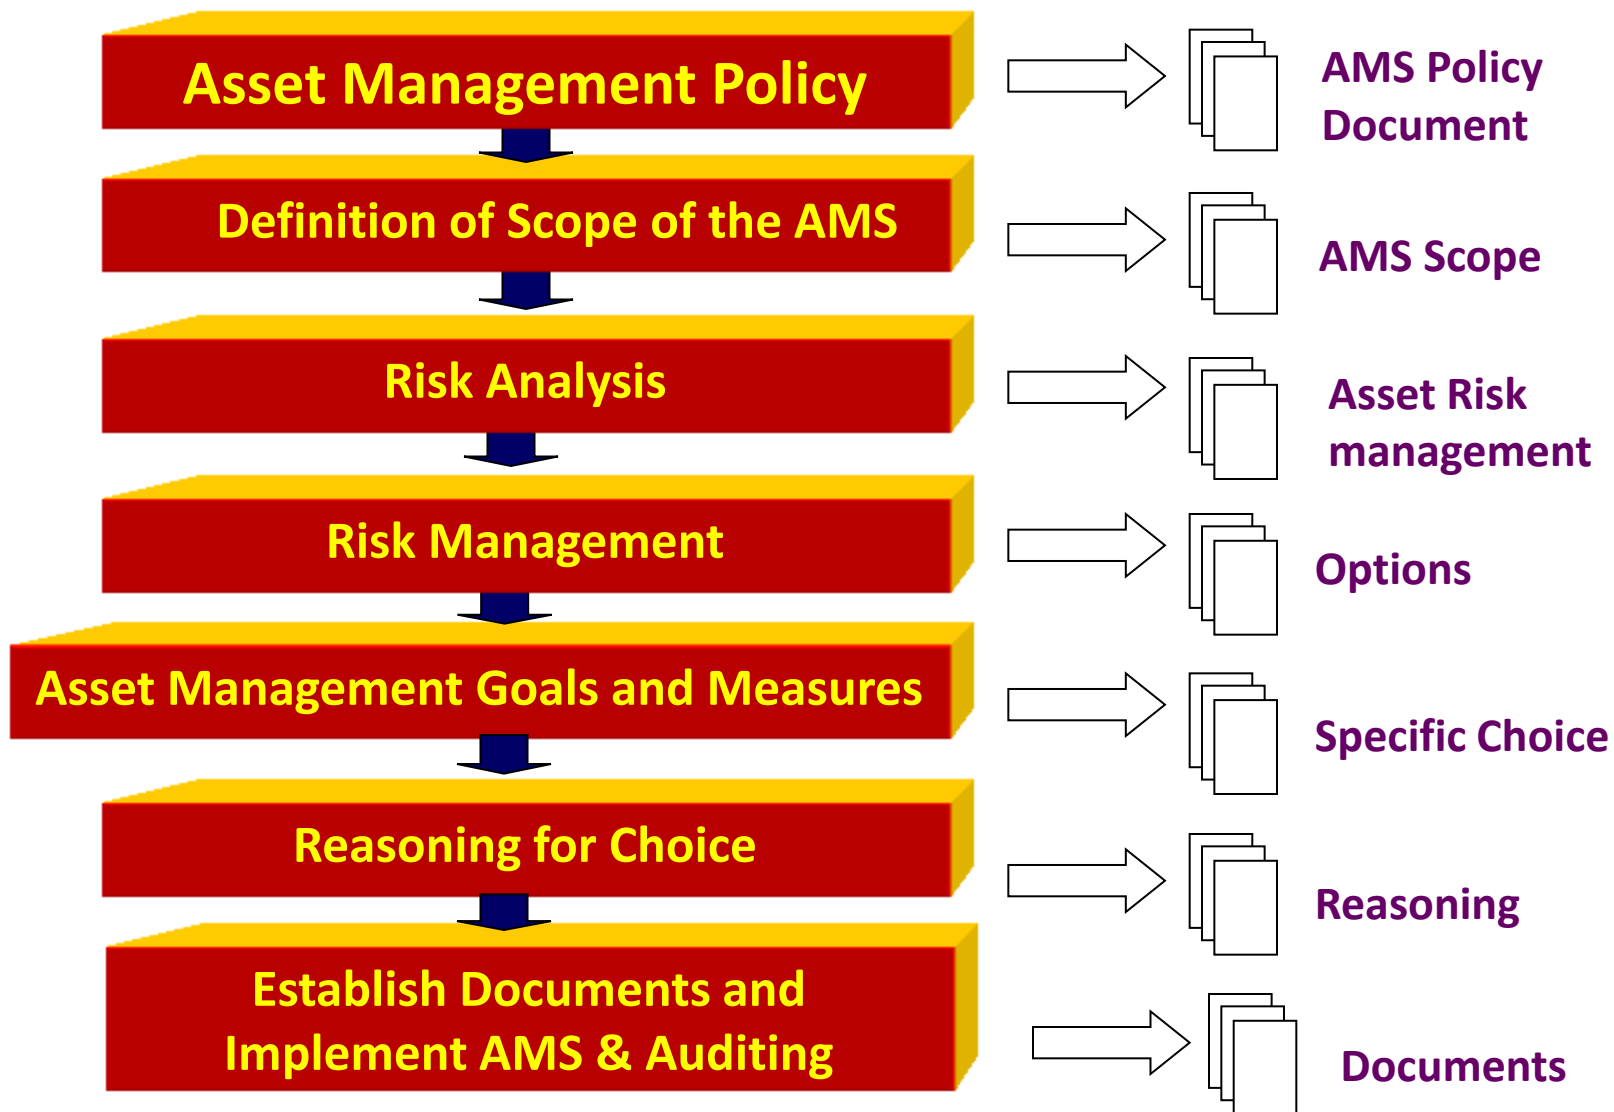 Asset Management Policy
AMS Policy
Document
Definition of Scope of the AMS
AMS Scope
Risk Analysis
Asset Risk
management
Risk Management
Options
Asset Management Goals and Measures
Specific Choice
Reasoning for Choice
Reasoning
Establish Documents and
Implement AMS & Auditing
Documents